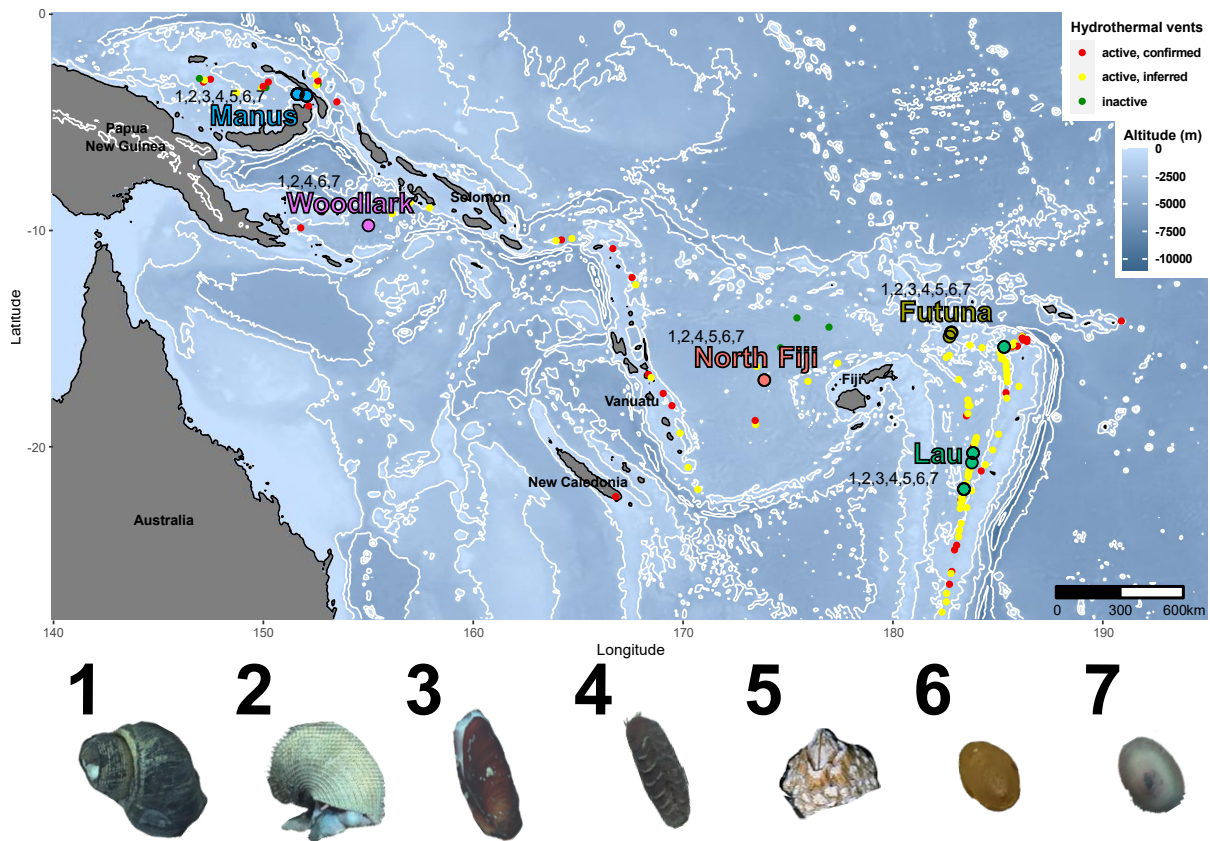 0
-10
-20
Latitude
Hydrothermal vents
active, confirmed
active, inferred
inactive
Altitude (m)
0
-2500
-5000
-7500
-10000
1,2,3,4,5,6,7
Manus
Papua
New Guinea
1,2,4,6,7
Woodlark
Solomon
1,2,3,4,5,6,7
Futuna
1,2,4,5,6,7
North Fiji
Fiji
Vanuatu
Lau
1,2,3,4,5,6,7
New Caledonia
Australia
0 300 600km
140 150 160 170 180 190
Longitude
1 2 3 4 5 6 7